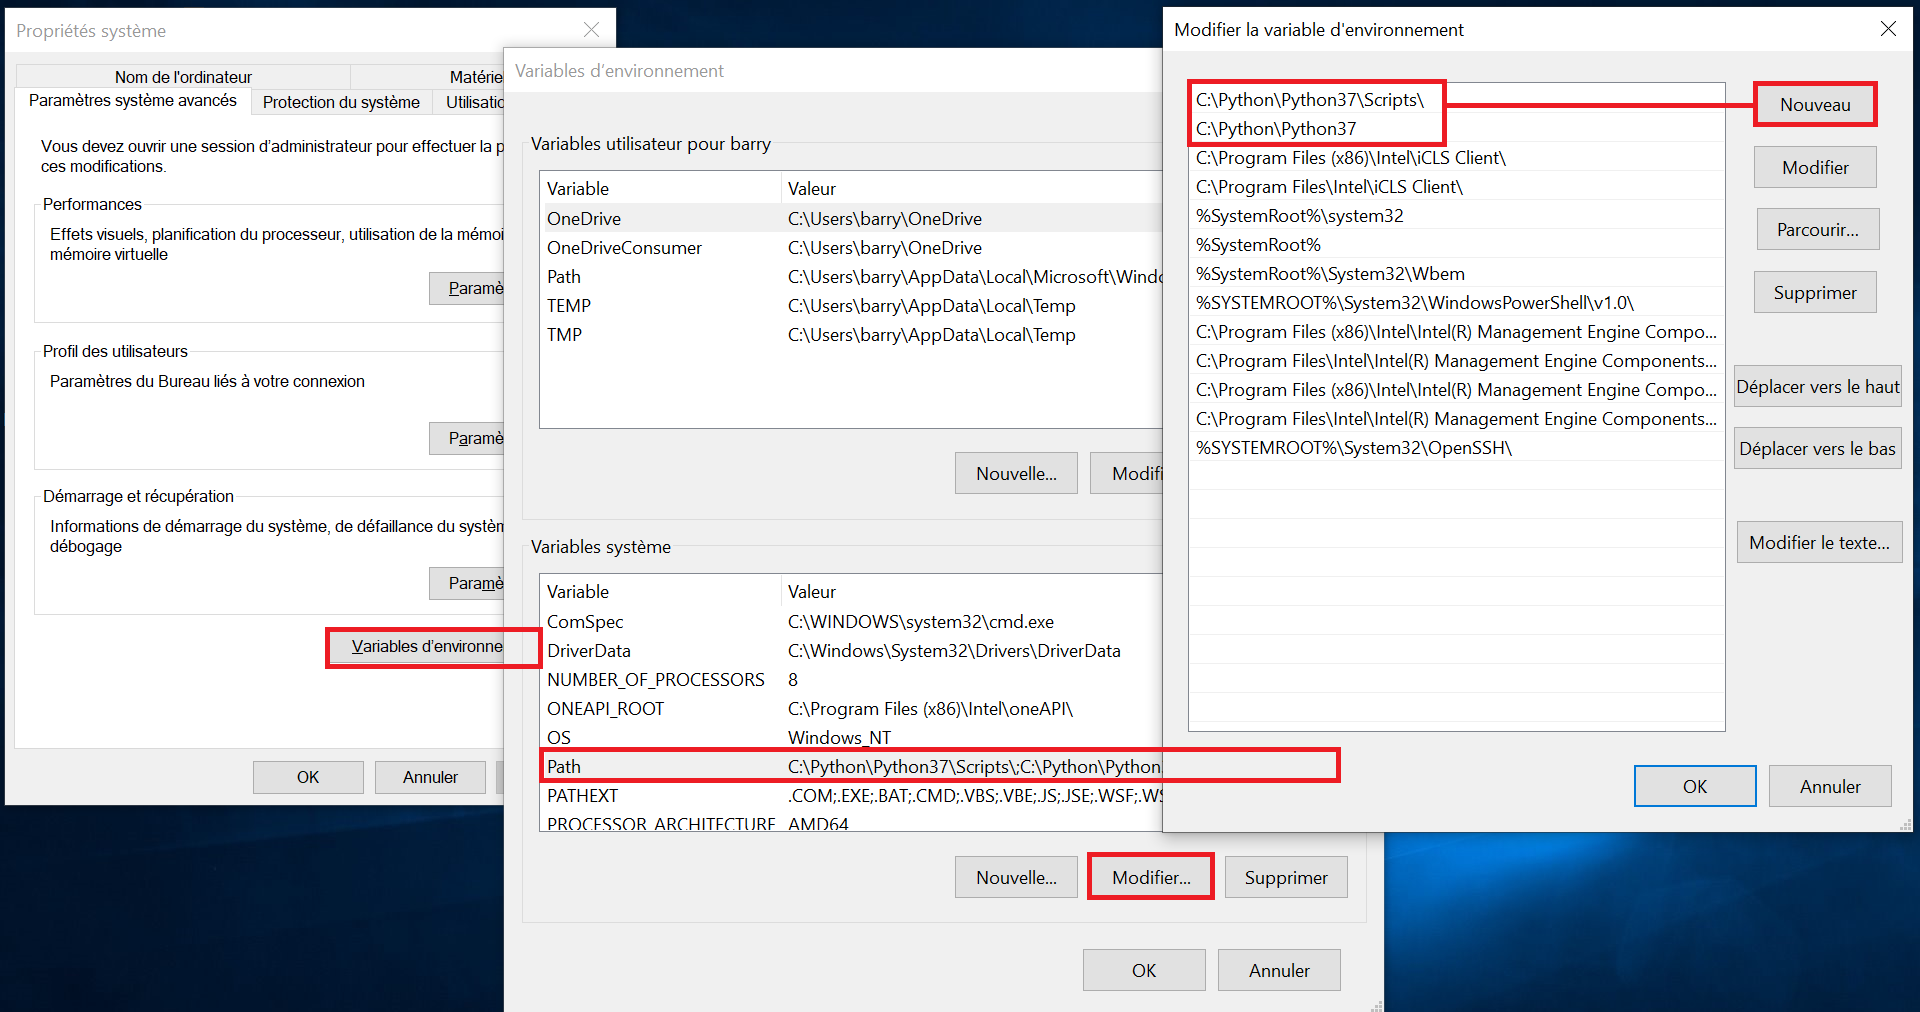 Propriétés système
Nom de l'ordinateur
Matérie
Paramètres système avancés
Protection du système
Utilisatio
Vous devez ouvrir une session d'administrateur pour effectuer la p
ces modifications.
Performances
Effets visuels, planification du processeur, utilisation de la mémoi
mémoire virtuelle
Paramè
Profil des utilisateurs
Paramètres du Bureau liés à votre connexion
Paramè
Démarrage et récupération
Informations de démarrage du système, de défaillance du systèm
débogage
Paramè
Variables d'environne
OK
Annuler
Variables d'environnement
Variables utilisateur pour barry
Variable Valeur
OneDrive C:\Users\barry\OneDrive
OneDriveConsumer C:\Users\barry\OneDrive
Path C:\Users\barry\AppData\Local\Microsoft\Windo
TEMP C:\Users\barry\AppData\Local\Temp
TMP C:\Users\barry\AppData\Local\Temp
Nouvelle...
Modifi
Variables système
Variable Valeur
ComSpec C:\WINDOWS\system32\cmd.exe
DriverData C:\Windows\System32\Drivers\DriverData
NUMBER_OF_PROCESSORS 8
ONEAPI_ROOT C:\Program Files (x86)\Intel\oneAPI\
OS Windows_NT
Path C:\Python\Python37\Scripts\;C:\Python\Python
PATHEXT .COM;.EXE;.BAT;.CMD;.VBS;.VBE;.JS;.JSE;.WSF;.WS
PROCESSOR_ARCHITECTURE AMD64
Nouvelle...
Modifier...
Supprimer
OK
Annuler
Modifier la variable d'environnement
C:\Python\Python37\Scripts\
C:\Python\Python37
C:\Program Files (x86)\Intel\iCLS Client\
C:\Program Files\Intel\iCLS Client\
%SystemRoot%\system32
%SystemRoot%
%SystemRoot%\System32\Wbem
%SYSTEMROOT%\System32\WindowsPowerShell\v1.0\
C:\Program Files (x86)\Intel\Intel(R) Management Engine Compo...
C:\Program Files\Intel\Intel(R) Management Engine Components...
C:\Program Files (x86)\Intel\Intel(R) Management Engine Compo...
C:\Program Files\Intel\Intel(R) Management Engine Components...
%SYSTEMROOT%\System32\OpenSSH\
Nouveau
Modifier
Parcourir...
Supprimer
Déplacer vers le haut
Déplacer vers le bas
Modifier le texte...
OK
Annuler